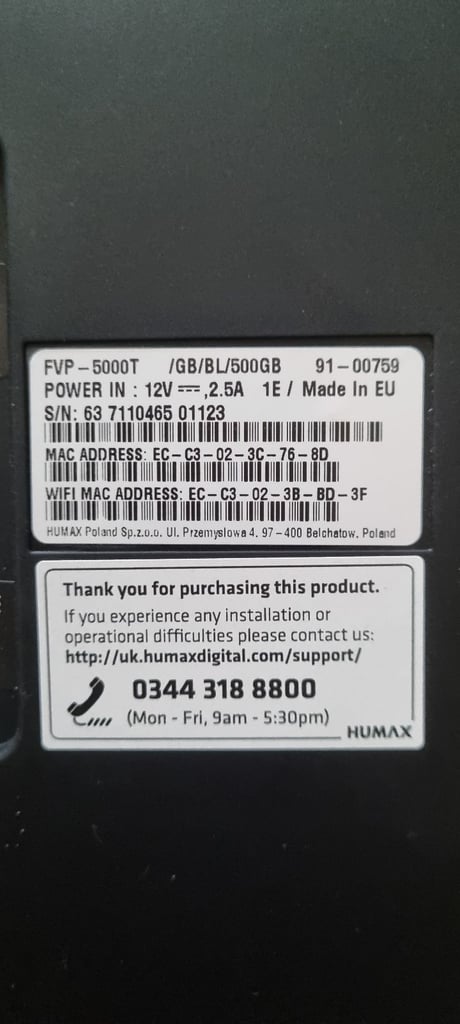 FVP-5000T /GB/BL/500GB 91-00759
POWER IN : 12V ⎓,2.5A 1E / Made In EU
S/N: 63 7110465 01123
MAC ADDRESS: EC-C3-02-3C-76-8D
WIFI MAC ADDRESS: EC-C3-02-3B-BD-3F
HUMAX Poland Sp.z.o.o. Ul. Przemyslowa 4. 97-400 Belchatow. Poland
Thank you for purchasing this product.
If you experience any installation or
operational difficulties please contact us:
http://uk.humaxdigital.com/support/
0344 318 8800
(Mon - Fri, 9am - 5:30pm)
HUMAX